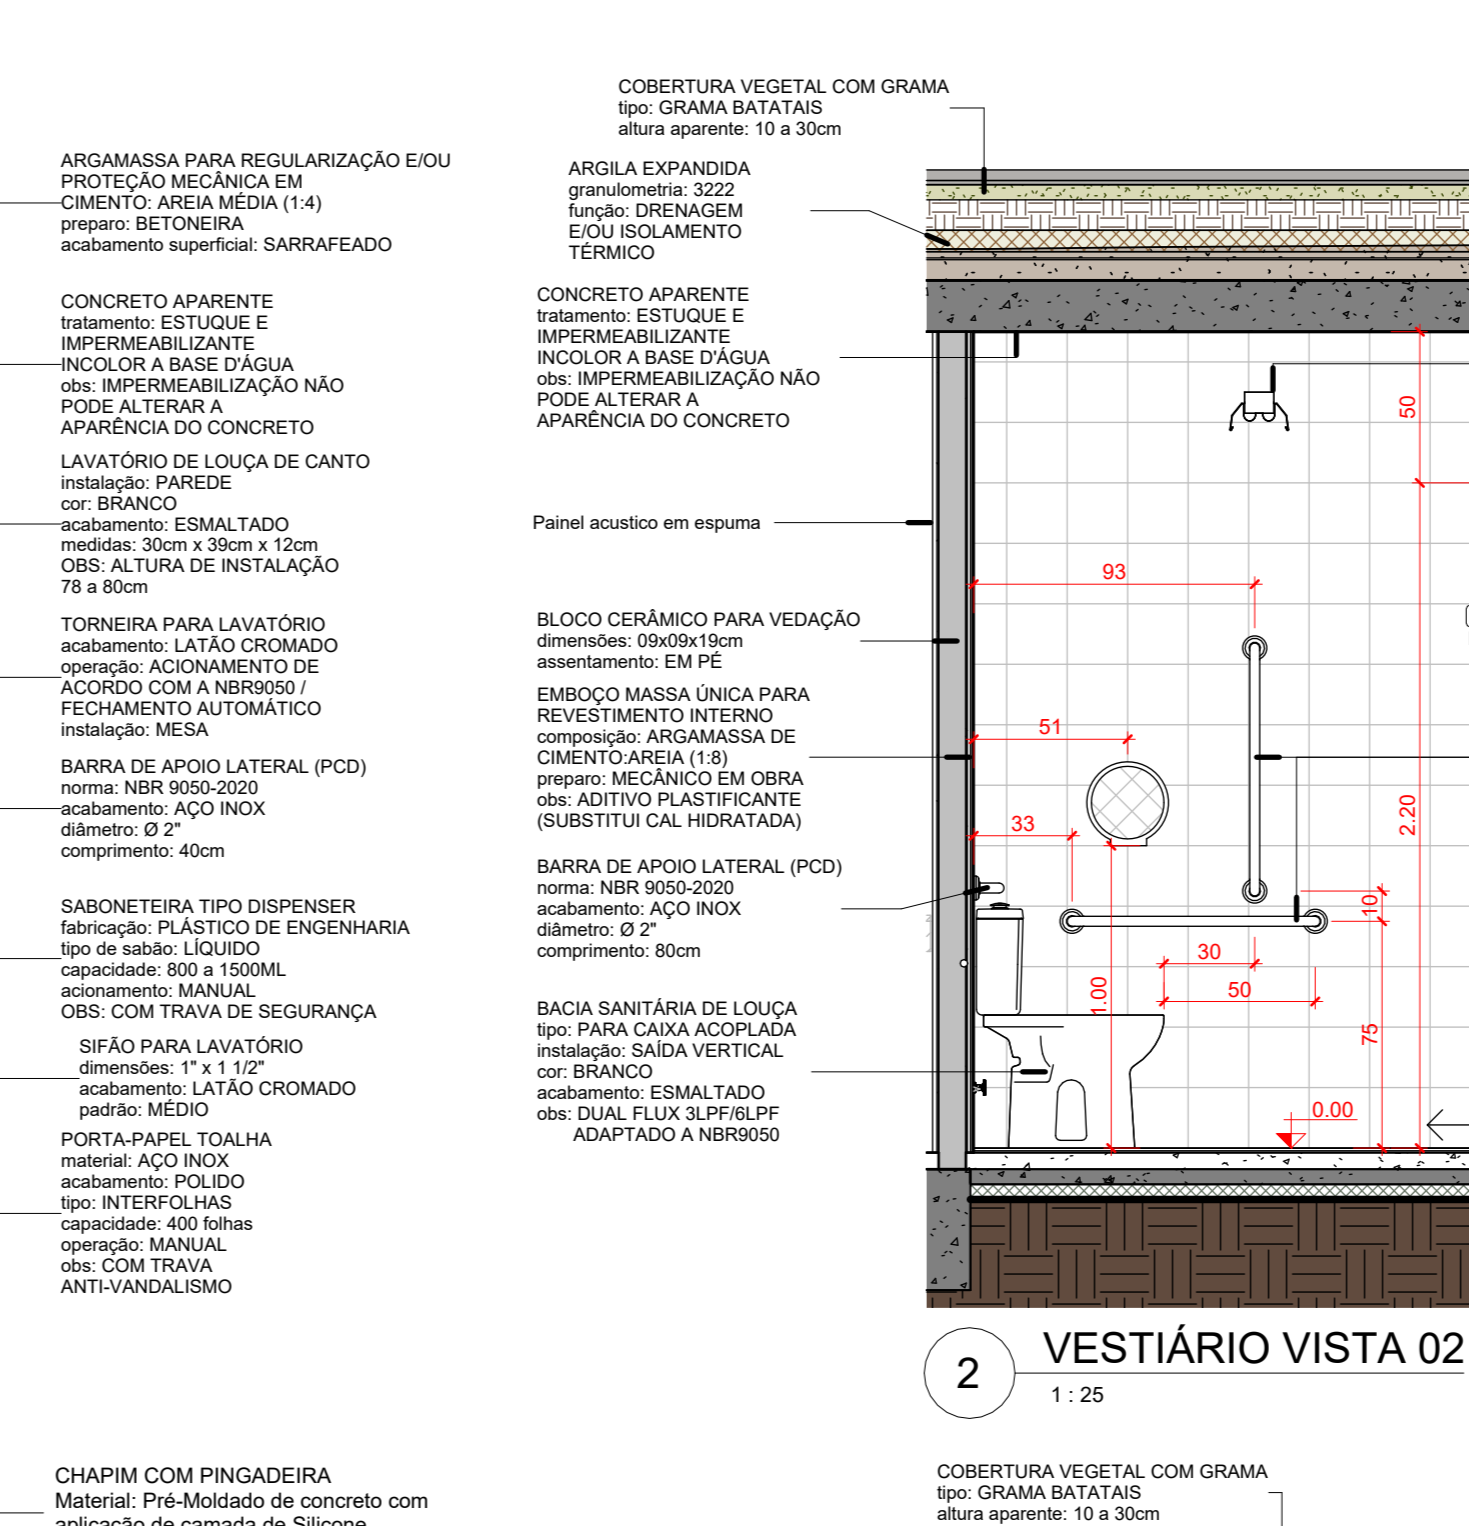 COBERTURA VEGETAL COM GRAMA
tipo: GRAMA BATATAIS
altura aparente: 10 a 30cm
ARGAMASSA PARA REGULARIZAÇÃO E/OU
PROTEÇÃO MECÂNICA EM
CIMENTO: AREIA MÉDIA (1:4)
preparo: BETONEIRA
acabamento superficial: SARRAFEADO
CONCRETO APARENTE
tratamento: ESTUQUE E
IMPERMEABILIZANTE
INCOLOR A BASE D'ÁGUA
obs: IMPERMEABILIZAÇÃO NÃO
PODE ALTERAR A
APARÊNCIA DO CONCRETO
LAVATÓRIO DE LOUÇA DE CANTO
instalação: PAREDE
cor: BRANCO
acabamento: ESMALTADO
medidas: 30cm x 39cm x 12cm
OBS: ALTURA DE INSTALAÇÃO
78 a 80cm
TORNEIRA PARA LAVATÓRIO
acabamento: LATÃO CROMADO
operação: ACIONAMENTO DE
ACORDO COM A NBR9050 /
FECHAMENTO AUTOMÁTICO
instalação: MESA
BARRA DE APOIO LATERAL (PCD)
norma: NBR 9050-2020
acabamento: AÇO INOX
diâmetro: Ø 2"
comprimento: 40cm
SABONETEIRA TIPO DISPENSER
fabricação: PLÁSTICO DE ENGENHARIA
tipo de sabão: LÍQUIDO
capacidade: 800 a 1500ML
acionamento: MANUAL
OBS: COM TRAVA DE SEGURANÇA
SIFÃO PARA LAVATÓRIO
dimensões: 1" x 1 1/2"
acabamento: LATÃO CROMADO
padrão: MÉDIO
PORTA-PAPEL TOALHA
material: AÇO INOX
acabamento: POLIDO
tipo: INTERFOLHAS
capacidade: 400 folhas
operação: MANUAL
obs: COM TRAVA
ANTI-VANDALISMO
ARGILA EXPANDIDA
granulometria: 3222
função: DRENAGEM
E/OU ISOLAMENTO
TÉRMICO
CONCRETO APARENTE
tratamento: ESTUQUE E
IMPERMEABILIZANTE
INCOLOR A BASE D'ÁGUA
obs: IMPERMEABILIZAÇÃO NÃO
PODE ALTERAR A
APARÊNCIA DO CONCRETO
Painel acustico em espuma
BLOCO CERÂMICO PARA VEDAÇÃO
dimensões: 09x09x19cm
assentamento: EM PÉ
EMBOÇO MASSA ÚNICA PARA
REVESTIMENTO INTERNO
composição: ARGAMASSA DE
CIMENTO:AREIA (1:8)
preparo: MECÂNICO EM OBRA
obs: ADITIVO PLASTIFICANTE
(SUBSTITUI CAL HIDRATADA)
BARRA DE APOIO LATERAL (PCD)
norma: NBR 9050-2020
acabamento: AÇO INOX
diâmetro: Ø 2"
comprimento: 80cm
BACIA SANITÁRIA DE LOUÇA
tipo: PARA CAIXA ACOPLADA
instalação: SAÍDA VERTICAL
cor: BRANCO
acabamento: ESMALTADO
obs: DUAL FLUX 3LPF/6LPF
ADAPTADO A NBR9050
50
93
51
33
2.20
10
30
50
1.00
75
0.00
2
VESTIÁRIO VISTA 02
1 : 25
CHAPIM COM PINGADEIRA
Material: Pré-Moldado de concreto com
aplicação de camada de Silicone
COBERTURA VEGETAL COM GRAMA
tipo: GRAMA BATATAIS
altura aparente: 10 a 30cm